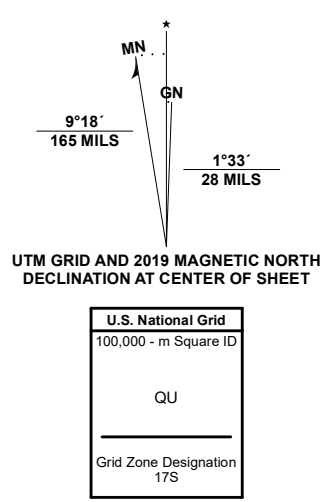 ★
MN
GN
9°18´
165 MILS
1°33´
28 MILS
UTM GRID AND 2019 MAGNETIC NORTH
DECLINATION AT CENTER OF SHEET
U.S. National Grid
100,000 - m Square ID
QU
Grid Zone Designation
17S